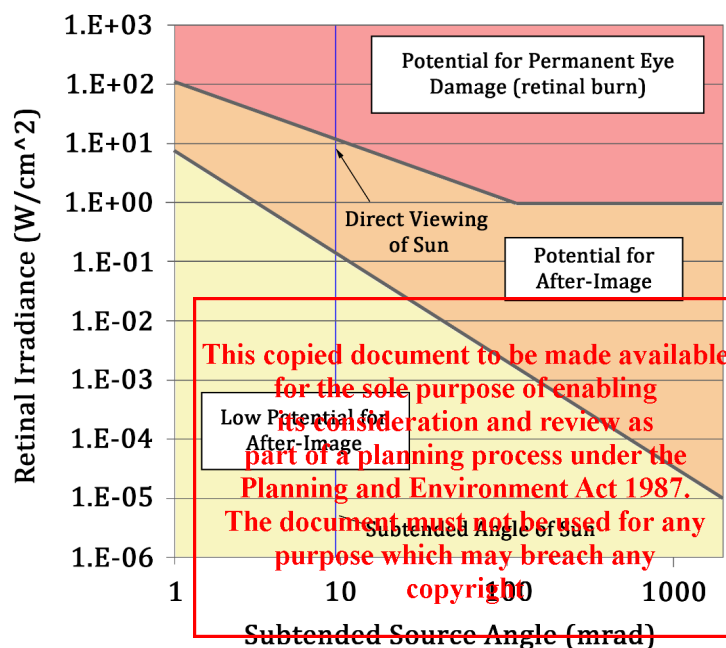 1.E+03
1.E+02
1.E+01
1.E+00
1.E-01
1.E-02
1.E-03
1.E-04
1.E-05
1.E-06
Retinal Irradiance (W/cm^2)
Potential for Permanent Eye
Damage (retinal burn)
Direct Viewing
of Sun
Potential for
After-Image
Low Potential for
After-Image
Subtended Angle of Sun
This copied document to be made available
for the sole purpose of enabling
its consideration and review as
part of a planning process under the
Planning and Environment Act 1987.
The document must not be used for any
purpose which may breach any
copyright
1 10 100 1000
Subtended Source Angle (mrad)